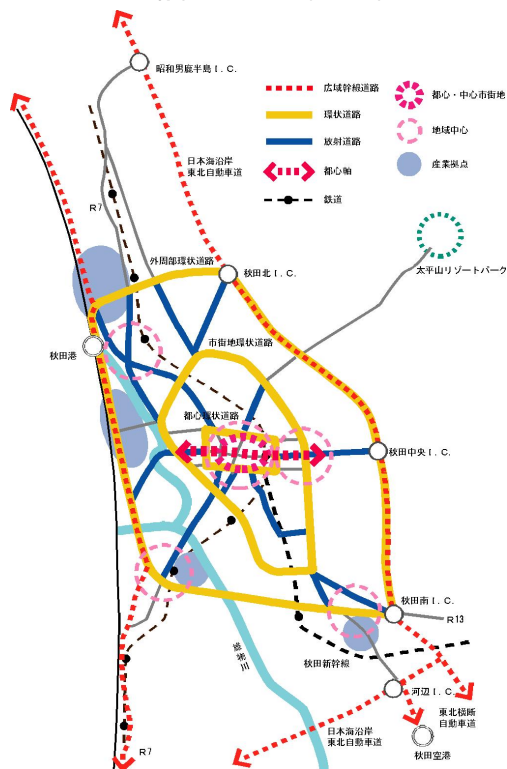 昭和男鹿半島I.C.
広域幹線道路
環状道路
放射道路
都心軸
鉄道
都心・中心市街地
地域中心
産業拠点
日本海沿岸
東北自動車道
R7
外周部環状道路
秋田北I.C.
太平山リゾートパーク
市街地環状道路
秋田港
都心環状道路
秋田中央I.C.
秋田南I.C.
R13
秋田新幹線
河辺I.C.
東北横断
自動車道
日本海沿岸
東北自動車道
秋田空港
R7